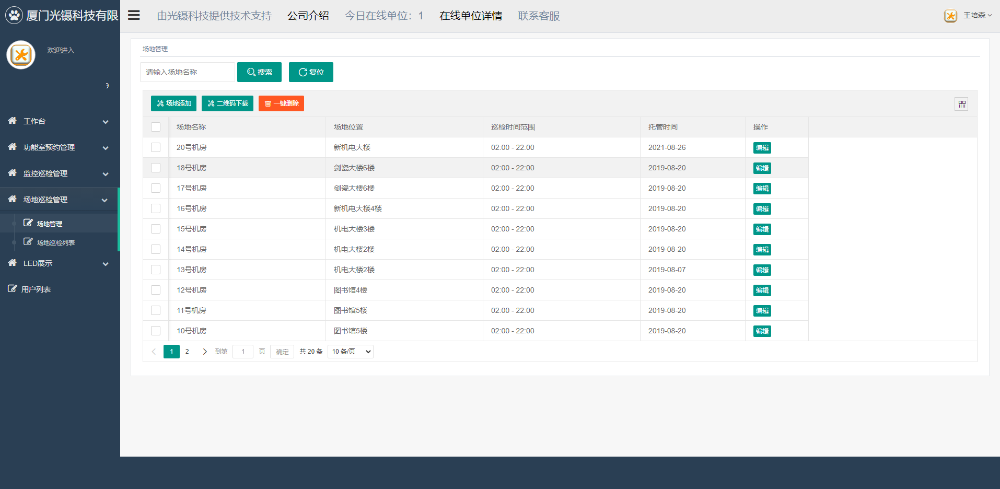 厦门光镊科技有限
由光镊科技提供技术支持 公司介绍 今日在线单位：1 在线单位详情 联系客服
王培森
欢迎进入
9
工作台
功能室预约管理
监控巡检管理
场地巡检管理
场地管理
场地巡检列表
LED展示
用户列表
场地管理
请输入场地名称 搜索 复位
场地添加 二维码下载 一键删除
场地名称 场地位置 巡检时间范围 托管时间 操作
20号机房 新机电大楼 02:00 - 22:00 2021-08-26 编辑
18号机房 剑瓷大楼6楼 02:00 - 22:00 2019-08-20 编辑
17号机房 剑瓷大楼6楼 02:00 - 22:00 2019-08-20 编辑
16号机房 新机电大楼4楼 02:00 - 22:00 2019-08-20 编辑
15号机房 机电大楼3楼 02:00 - 22:00 2019-08-20 编辑
14号机房 机电大楼2楼 02:00 - 22:00 2019-08-20 编辑
13号机房 机电大楼2楼 02:00 - 22:00 2019-08-07 编辑
12号机房 图书馆4楼 02:00 - 22:00 2019-08-20 编辑
11号机房 图书馆5楼 02:00 - 22:00 2019-08-20 编辑
10号机房 图书馆5楼 02:00 - 22:00 2019-08-20 编辑
1 2 到第 1 页 确定 共 20 条 10 条/页